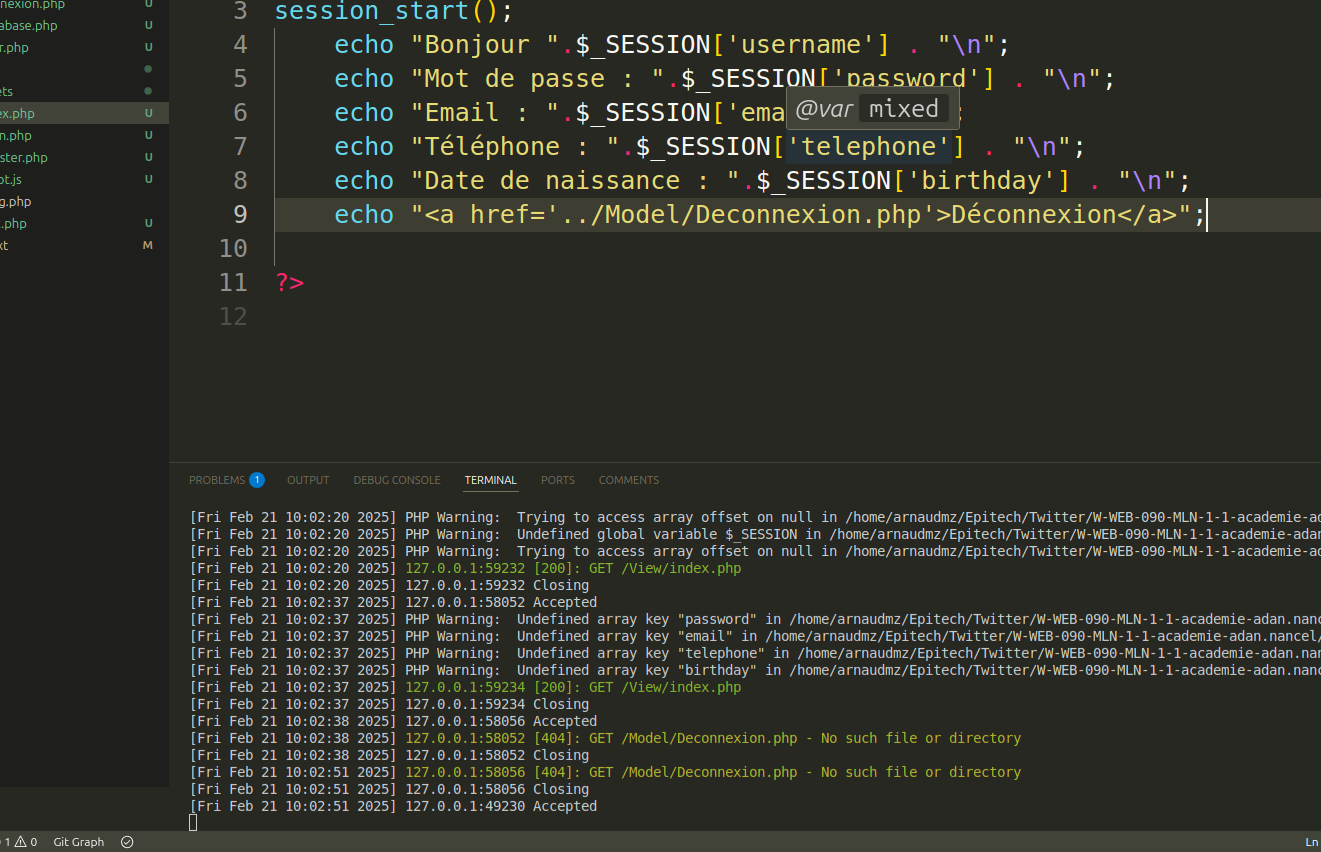 nexion.php U
abase.php U
r.php U
ets
ex.php U
n.php U
ster.php U
ot.js U
g.php
.php U
xt M
3 session_start();
4 echo "Bonjour ".$_SESSION['username'] . "\n";
5 echo "Mot de passe : ".$_SESSION['password'] . "\n";
6 echo "Email : ".$_SESSION['ema
@var mixed
7 echo "Téléphone : ".$_SESSION['telephone'] . "\n";
8 echo "Date de naissance : ".$_SESSION['birthday'] . "\n";
9 echo "<a href='../Model/Deconnexion.php'>Déconnexion</a>";
10
11 ?>
12
PROBLEMS 1 OUTPUT DEBUG CONSOLE TERMINAL PORTS COMMENTS
[Fri Feb 21 10:02:20 2025] PHP Warning:  Trying to access array offset on null in /home/arnaudmz/Epitech/Twitter/W-WEB-090-MLN-1-1-academie-ad
[Fri Feb 21 10:02:20 2025] PHP Warning:  Undefined global variable $_SESSION in /home/arnaudmz/Epitech/Twitter/W-WEB-090-MLN-1-1-academie-adan
[Fri Feb 21 10:02:20 2025] PHP Warning:  Trying to access array offset on null in /home/arnaudmz/Epitech/Twitter/W-WEB-090-MLN-1-1-academie-ad
[Fri Feb 21 10:02:20 2025] 127.0.0.1:59232 [200]: GET /View/index.php
[Fri Feb 21 10:02:20 2025] 127.0.0.1:59232 Closing
[Fri Feb 21 10:02:37 2025] 127.0.0.1:58052 Accepted
[Fri Feb 21 10:02:37 2025] PHP Warning:  Undefined array key "password" in /home/arnaudmz/Epitech/Twitter/W-WEB-090-MLN-1-1-academie-adan.nanc
[Fri Feb 21 10:02:37 2025] PHP Warning:  Undefined array key "email" in /home/arnaudmz/Epitech/Twitter/W-WEB-090-MLN-1-1-academie-adan.nancel/
[Fri Feb 21 10:02:37 2025] PHP Warning:  Undefined array key "telephone" in /home/arnaudmz/Epitech/Twitter/W-WEB-090-MLN-1-1-academie-adan.nan
[Fri Feb 21 10:02:37 2025] PHP Warning:  Undefined array key "birthday" in /home/arnaudmz/Epitech/Twitter/W-WEB-090-MLN-1-1-academie-adan.nanc
[Fri Feb 21 10:02:37 2025] 127.0.0.1:59234 [200]: GET /View/index.php
[Fri Feb 21 10:02:37 2025] 127.0.0.1:59234 Closing
[Fri Feb 21 10:02:38 2025] 127.0.0.1:58056 Accepted
[Fri Feb 21 10:02:38 2025] 127.0.0.1:58052 [404]: GET /Model/Deconnexion.php - No such file or directory
[Fri Feb 21 10:02:38 2025] 127.0.0.1:58052 Closing
[Fri Feb 21 10:02:51 2025] 127.0.0.1:58056 [404]: GET /Model/Deconnexion.php - No such file or directory
[Fri Feb 21 10:02:51 2025] 127.0.0.1:58056 Closing
[Fri Feb 21 10:02:51 2025] 127.0.0.1:49230 Accepted
1 0 Git Graph Ln